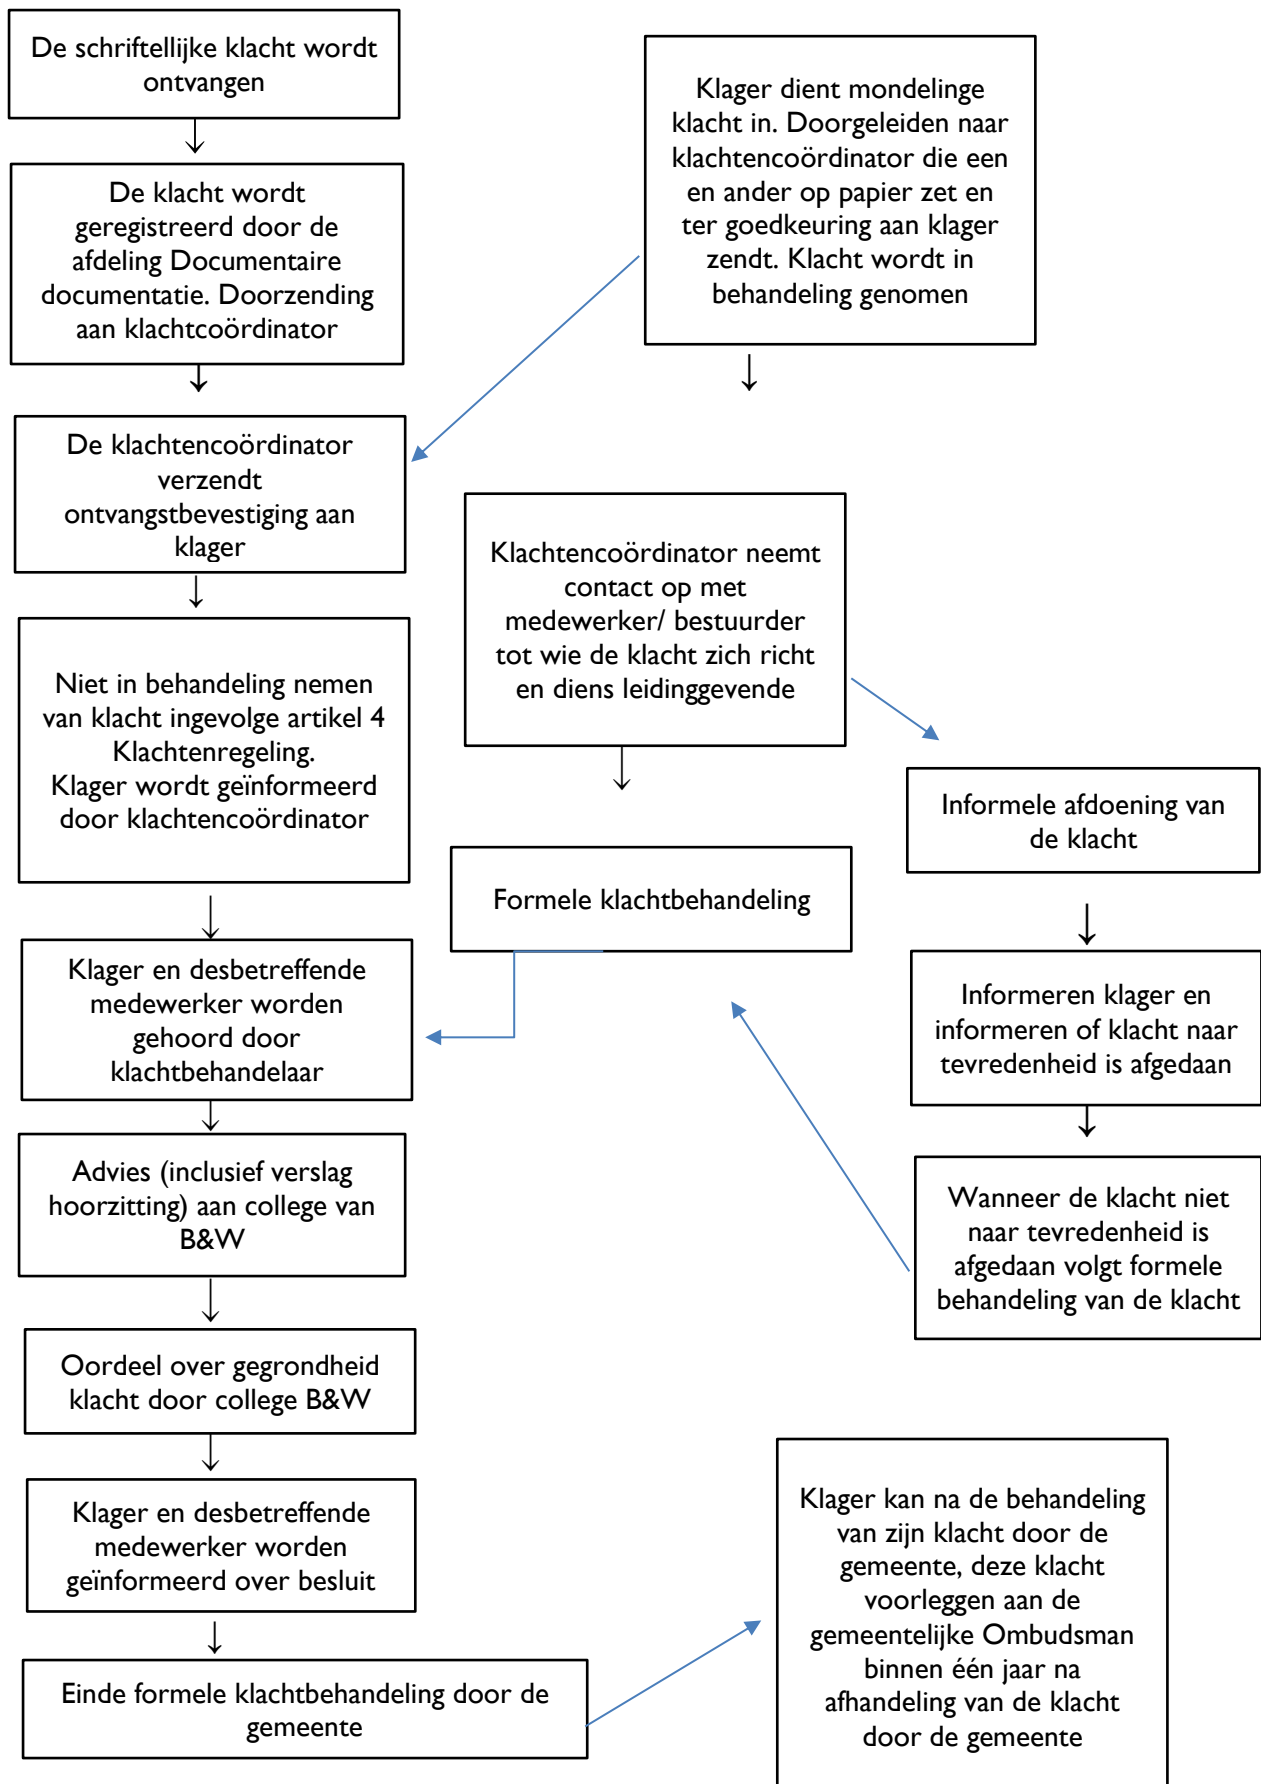 De schriftellijke klacht wordt
ontvangen
Klager dient mondelinge
klacht in. Doorgeleiden naar
klachtencoördinator die een
en ander op papier zet en
ter goedkeuring aan klager
zendt. Klacht wordt in
behandeling genomen
De klacht wordt
geregistreerd door de
afdeling Documentaire
documentatie. Doorzending
aan klachtcoördinator
De klachtencoördinator
verzendt
ontvangstbevestiging aan
klager
Klachtencoördinator neemt
contact op met
medewerker/ bestuurder
tot wie de klacht zich richt
en diens leidinggevende
Niet in behandeling nemen
van klacht ingevolge artikel 4
Klachtenregeling.
Klager wordt geïnformeerd
door klachtencoördinator
Informele afdoening van
de klacht
Formele klachtbehandeling
Klager en desbetreffende
medewerker worden
gehoord door
klachtbehandelaar
Informeren klager en
informeren of klacht naar
tevredenheid is afgedaan
Advies (inclusief verslag
hoorzitting) aan college van
B&W
Wanneer de klacht niet
naar tevredenheid is
afgedaan volgt formele
behandeling van de klacht
Oordeel over gegrondheid
klacht door college B&W
Klager en desbetreffende
medewerker worden
geïnformeerd over besluit
Klager kan na de behandeling
van zijn klacht door de
gemeente, deze klacht
voorleggen aan de
gemeentelijke Ombudsman
binnen één jaar na
afhandeling van de klacht
door de gemeente
Einde formele klachtbehandeling door de
gemeente